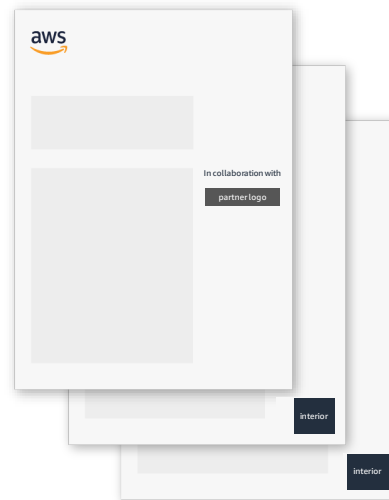 aws
In collaboration with
partner logo
interior
interior